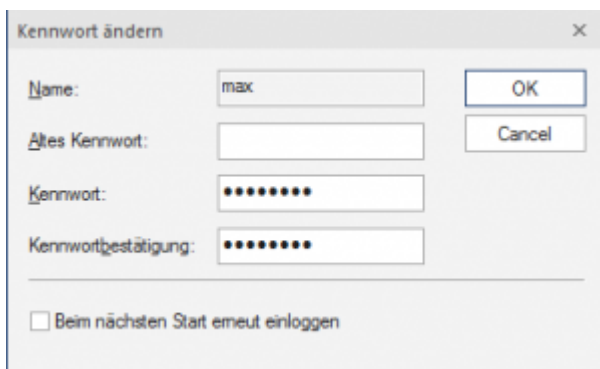 Kennwort ändern
Name: max OK
Altes Kennwort: Cancel
Kennwort: ●●●●●●●●
Kennwortbestätigung: ●●●●●●●●
Beim nächsten Start erneut einloggen